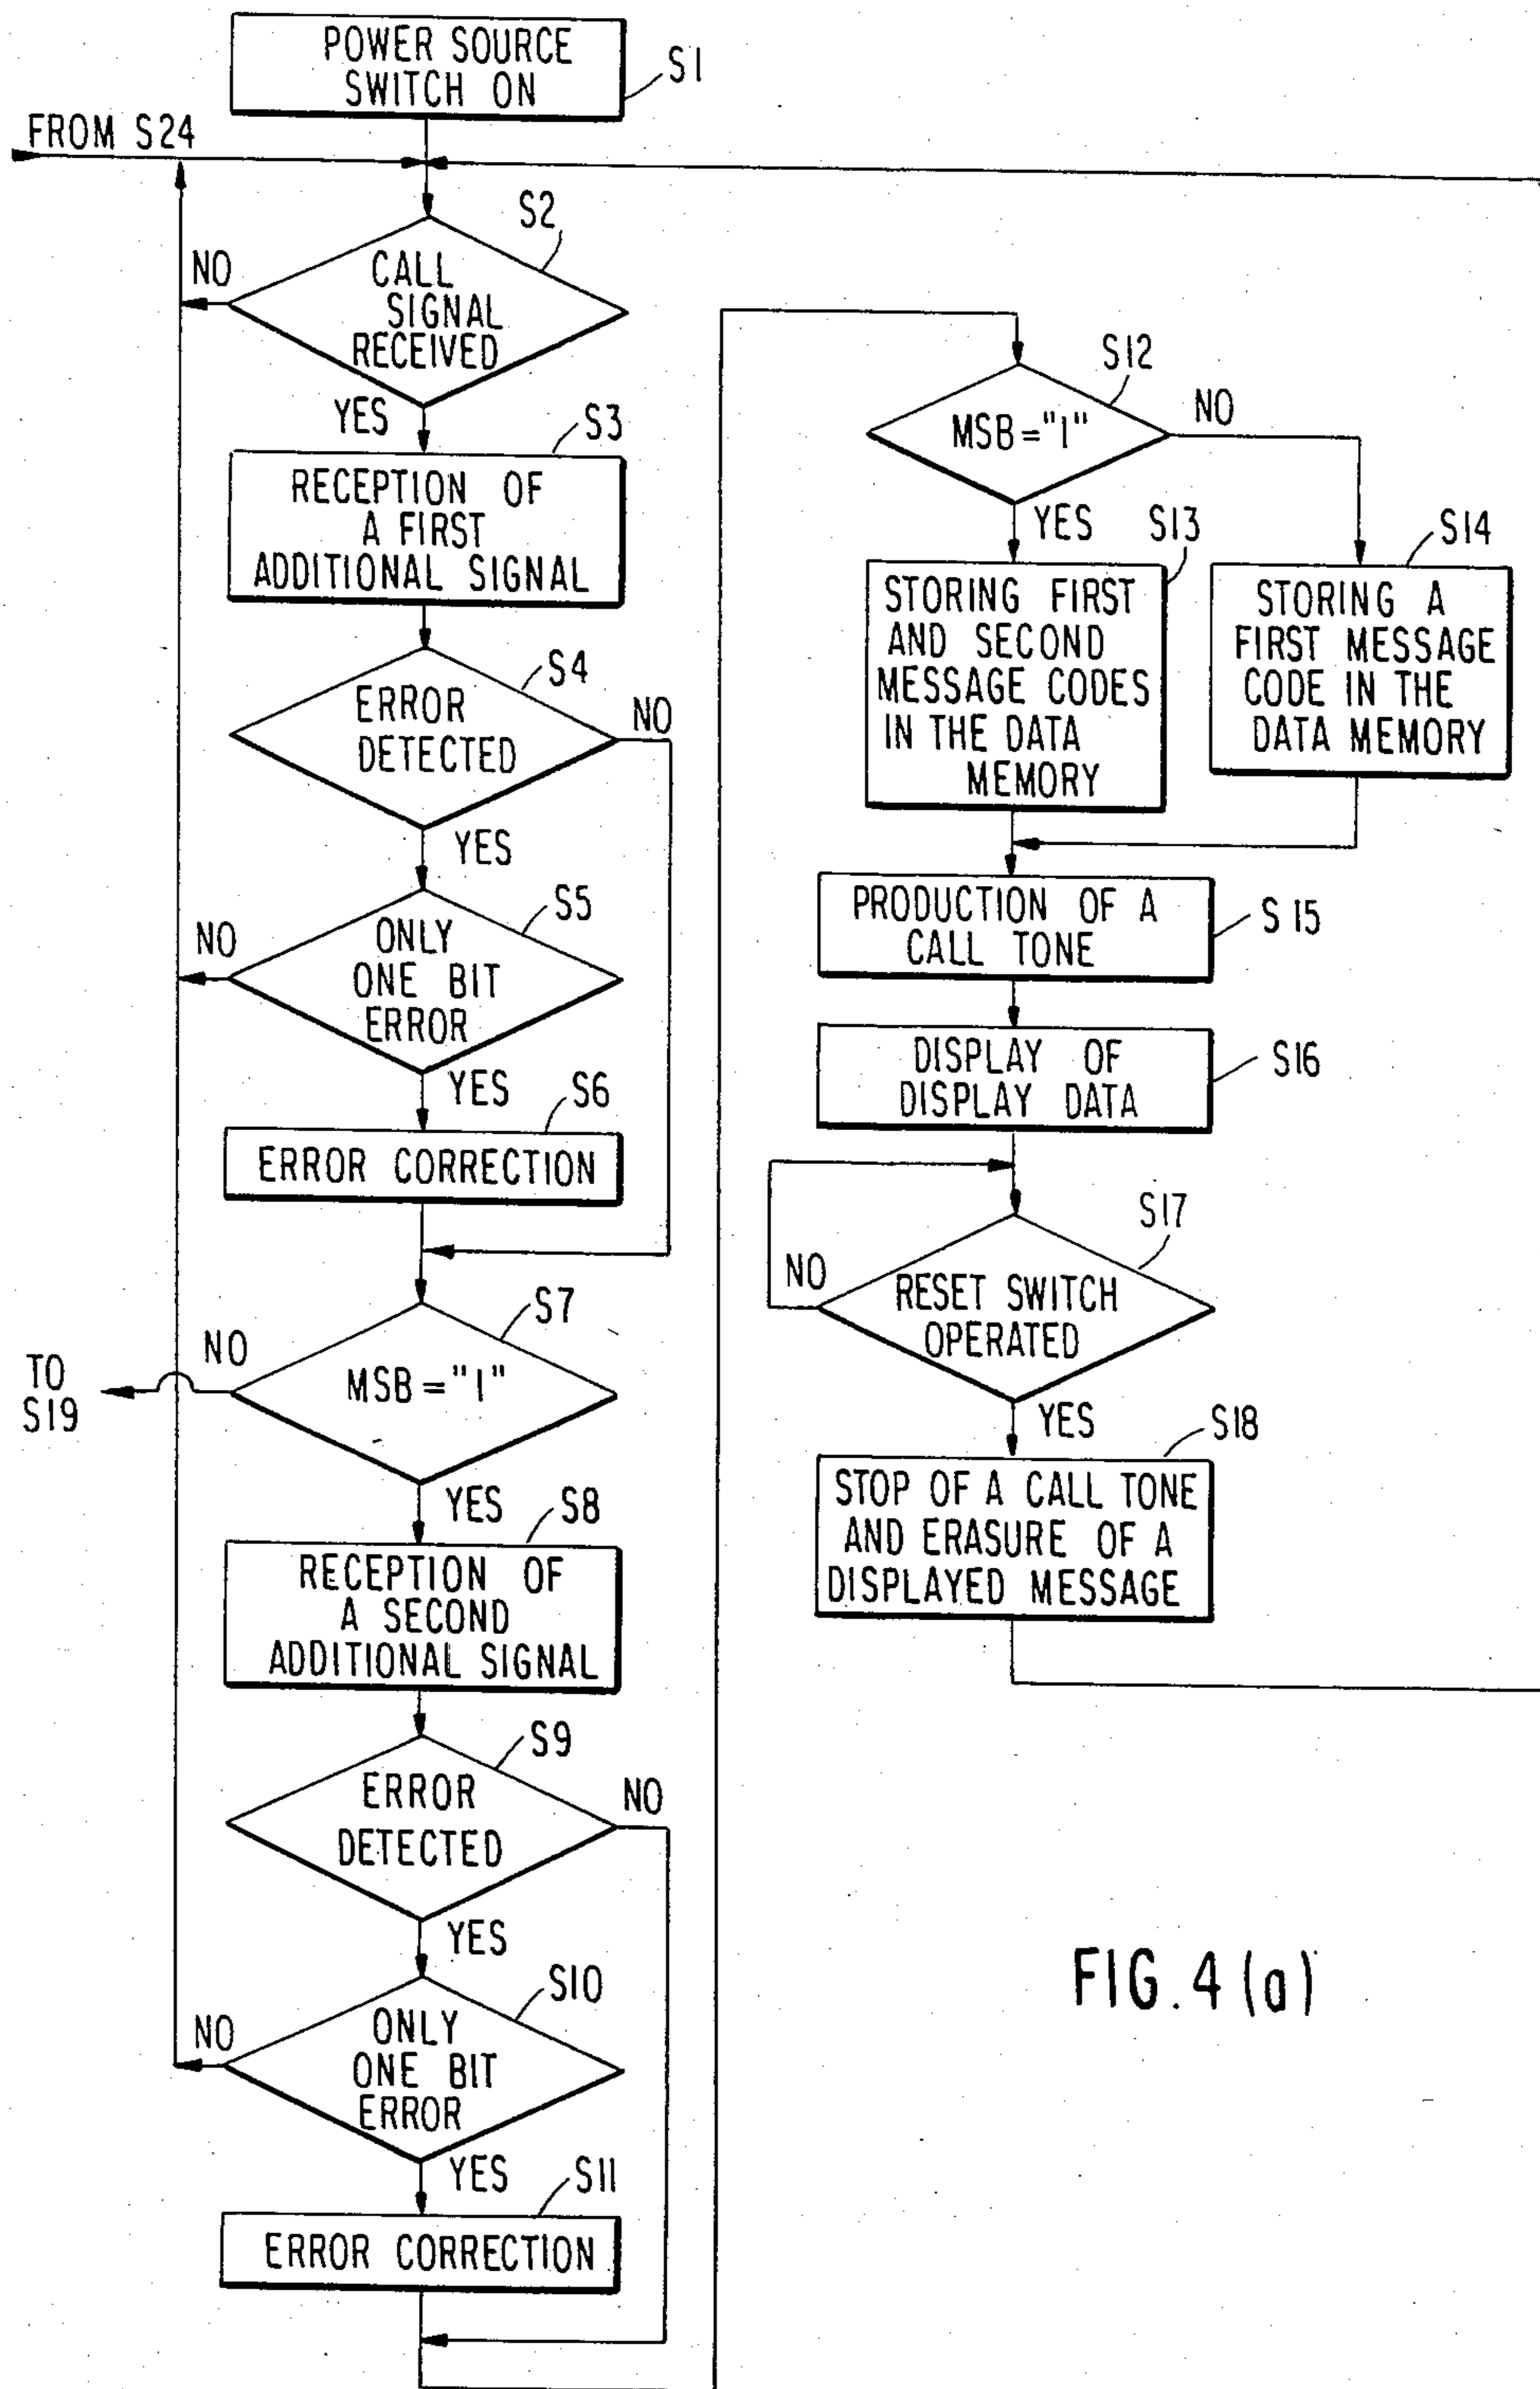 POWER SOURCE
SWITCH ON
S1
FROM S24
S2
NO
CALL
SIGNAL
RECEIVED
YES
S3
RECEPTION OF
A FIRST
ADDITIONAL SIGNAL
S4
ERROR
DETECTED
NO
YES
S5
NO
ONLY
ONE BIT
ERROR
YES
S6
ERROR CORRECTION
S7
NO
TO
S19
MSB="1"
YES
S8
RECEPTION OF
A SECOND
ADDITIONAL SIGNAL
S9
ERROR
DETECTED
NO
YES
S10
NO
ONLY
ONE BIT
ERROR
YES
S11
ERROR CORRECTION
S12
MSB="1"
NO
YES
S13
STORING FIRST
AND SECOND
MESSAGE CODES
IN THE DATA
MEMORY
S14
STORING A
FIRST MESSAGE
CODE IN THE
DATA MEMORY
PRODUCTION OF A
CALL TONE
S15
DISPLAY OF
DISPLAY DATA
S16
S17
NO
RESET SWITCH
OPERATED
YES
S18
STOP OF A CALL TONE
AND ERASURE OF A
DISPLAYED MESSAGE
FIG. 4 (a)